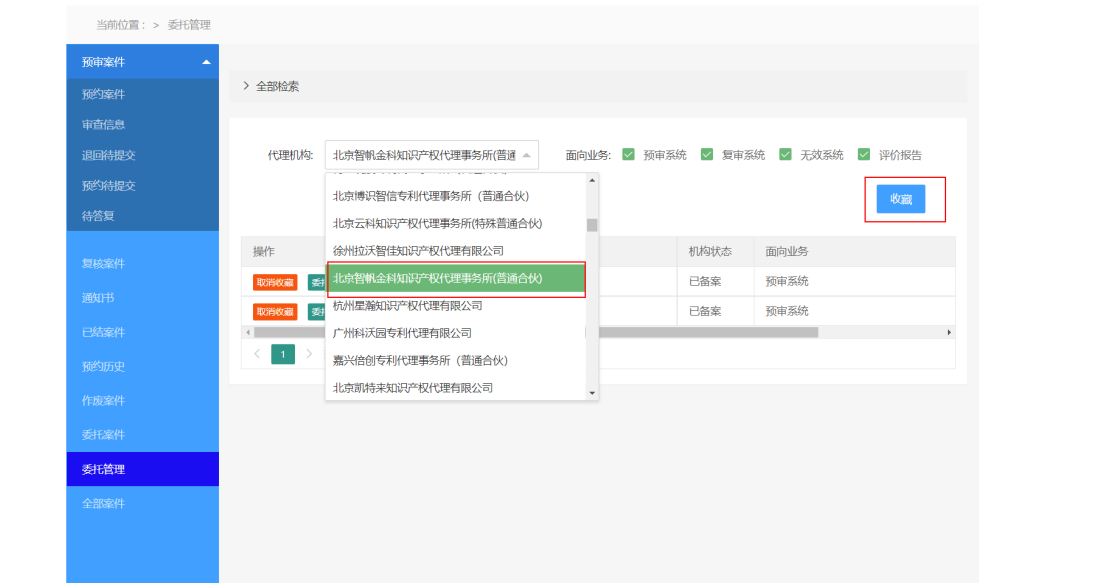 当前位置： > 委托管理
预审案件
预约案件
审查信息
退回待提交
预约待提交
待答复
复核案件
通知书
已结案件
预约历史
作废案件
委托案件
委托管理
全部案件
> 全部检索
代理机构: 北京智帆金科知识产权代理事务所(普通 面向业务: 预审系统 复审系统 无效系统 评价报告
收藏
北京博识智信专利代理事务所（普通合伙）
北京云科知识产权代理事务所(特殊普通合伙)
徐州拉沃智佳知识产权代理有限公司
北京智帆金科知识产权代理事务所(普通合伙)
杭州星瀚知识产权代理有限公司
广州科沃园专利代理有限公司
嘉兴倍创专利代理事务所（普通合伙）
北京凯特来知识产权代理有限公司
操作 机构状态 面向业务
取消收藏 委 已备案 预审系统
取消收藏 委 已备案 预审系统
< 1 >